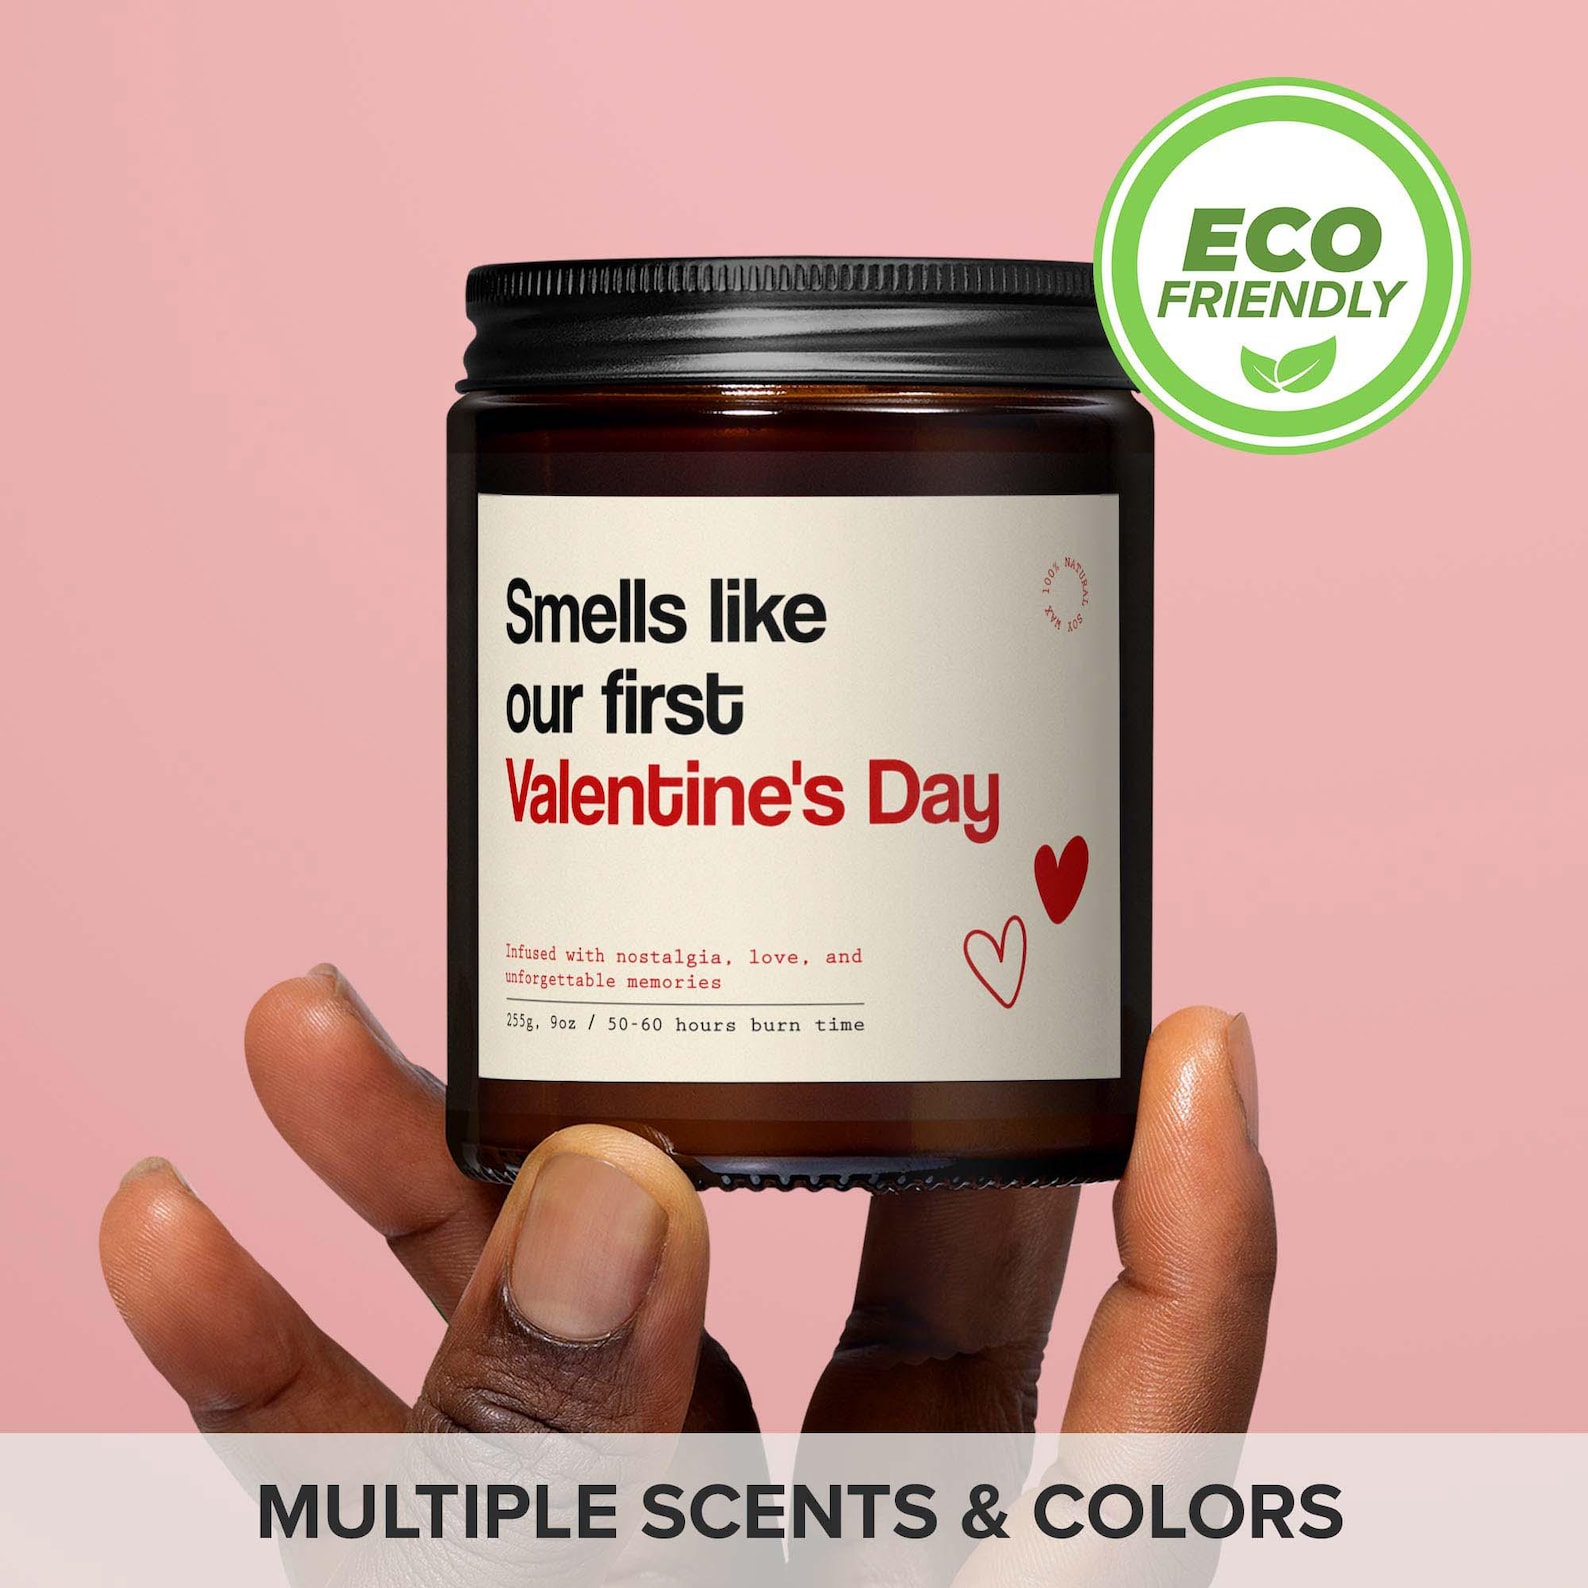 ECO
FRIENDLY
100% NATURAL SOY WAX
Smells like
our first
Valentine's Day
Infused with nostalgia, love, and
unforgettable memories
255g, 9oz / 50-60 hours burn time
MULTIPLE SCENTS & COLORS